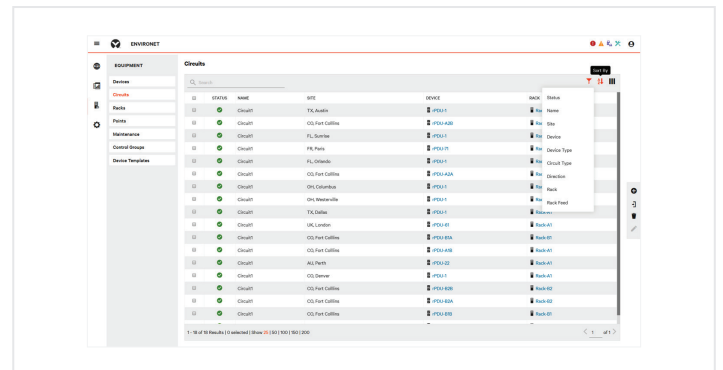 ENVIRONET
EQUIPMENT
Devices
Circuits
Racks
Points
Maintenance
Control Groups
Device Templates
Circuits
Sort By
Search
STATUS NAME SITE DEVICE RACK
Circuit1 TX, Austin rPDU-1
Circuit1 CO, Fort Collins rPDU-A2B
Circuit1 FL, Sunrise rPDU-1
Circuit1 FR, Paris rPDU-71
Circuit1 FL, Orlando rPDU-1
Circuit1 CO, Fort Collins rPDU-A2A
Circuit1 OH, Columbus rPDU-1
Circuit1 OH, Westerville rPDU-1
Circuit1 TX, Dallas rPDU-1 Rack-A1
Circuit1 UK, London rPDU-61 Rack-A1
Circuit1 CO, Fort Collins rPDU-B1A Rack-B1
Circuit1 CO, Fort Collins rPDU-A1B Rack-A1
Circuit1 AU, Perth rPDU-22 Rack-A1
Circuit1 CO, Denver rPDU-1 Rack-A1
Circuit1 CO, Fort Collins rPDU-B2B Rack-B2
Circuit1 CO, Fort Collins rPDU-B2A Rack-B2
Circuit1 CO, Fort Collins rPDU-B1B Rack-B1
Status
Name
Site
Device
Device Type
Circuit Type
Direction
Rack
Rack Feed
1 - 18 of 18 Results | 0 selected | Show 25 | 50 | 100 | 150 | 200
1 of 1